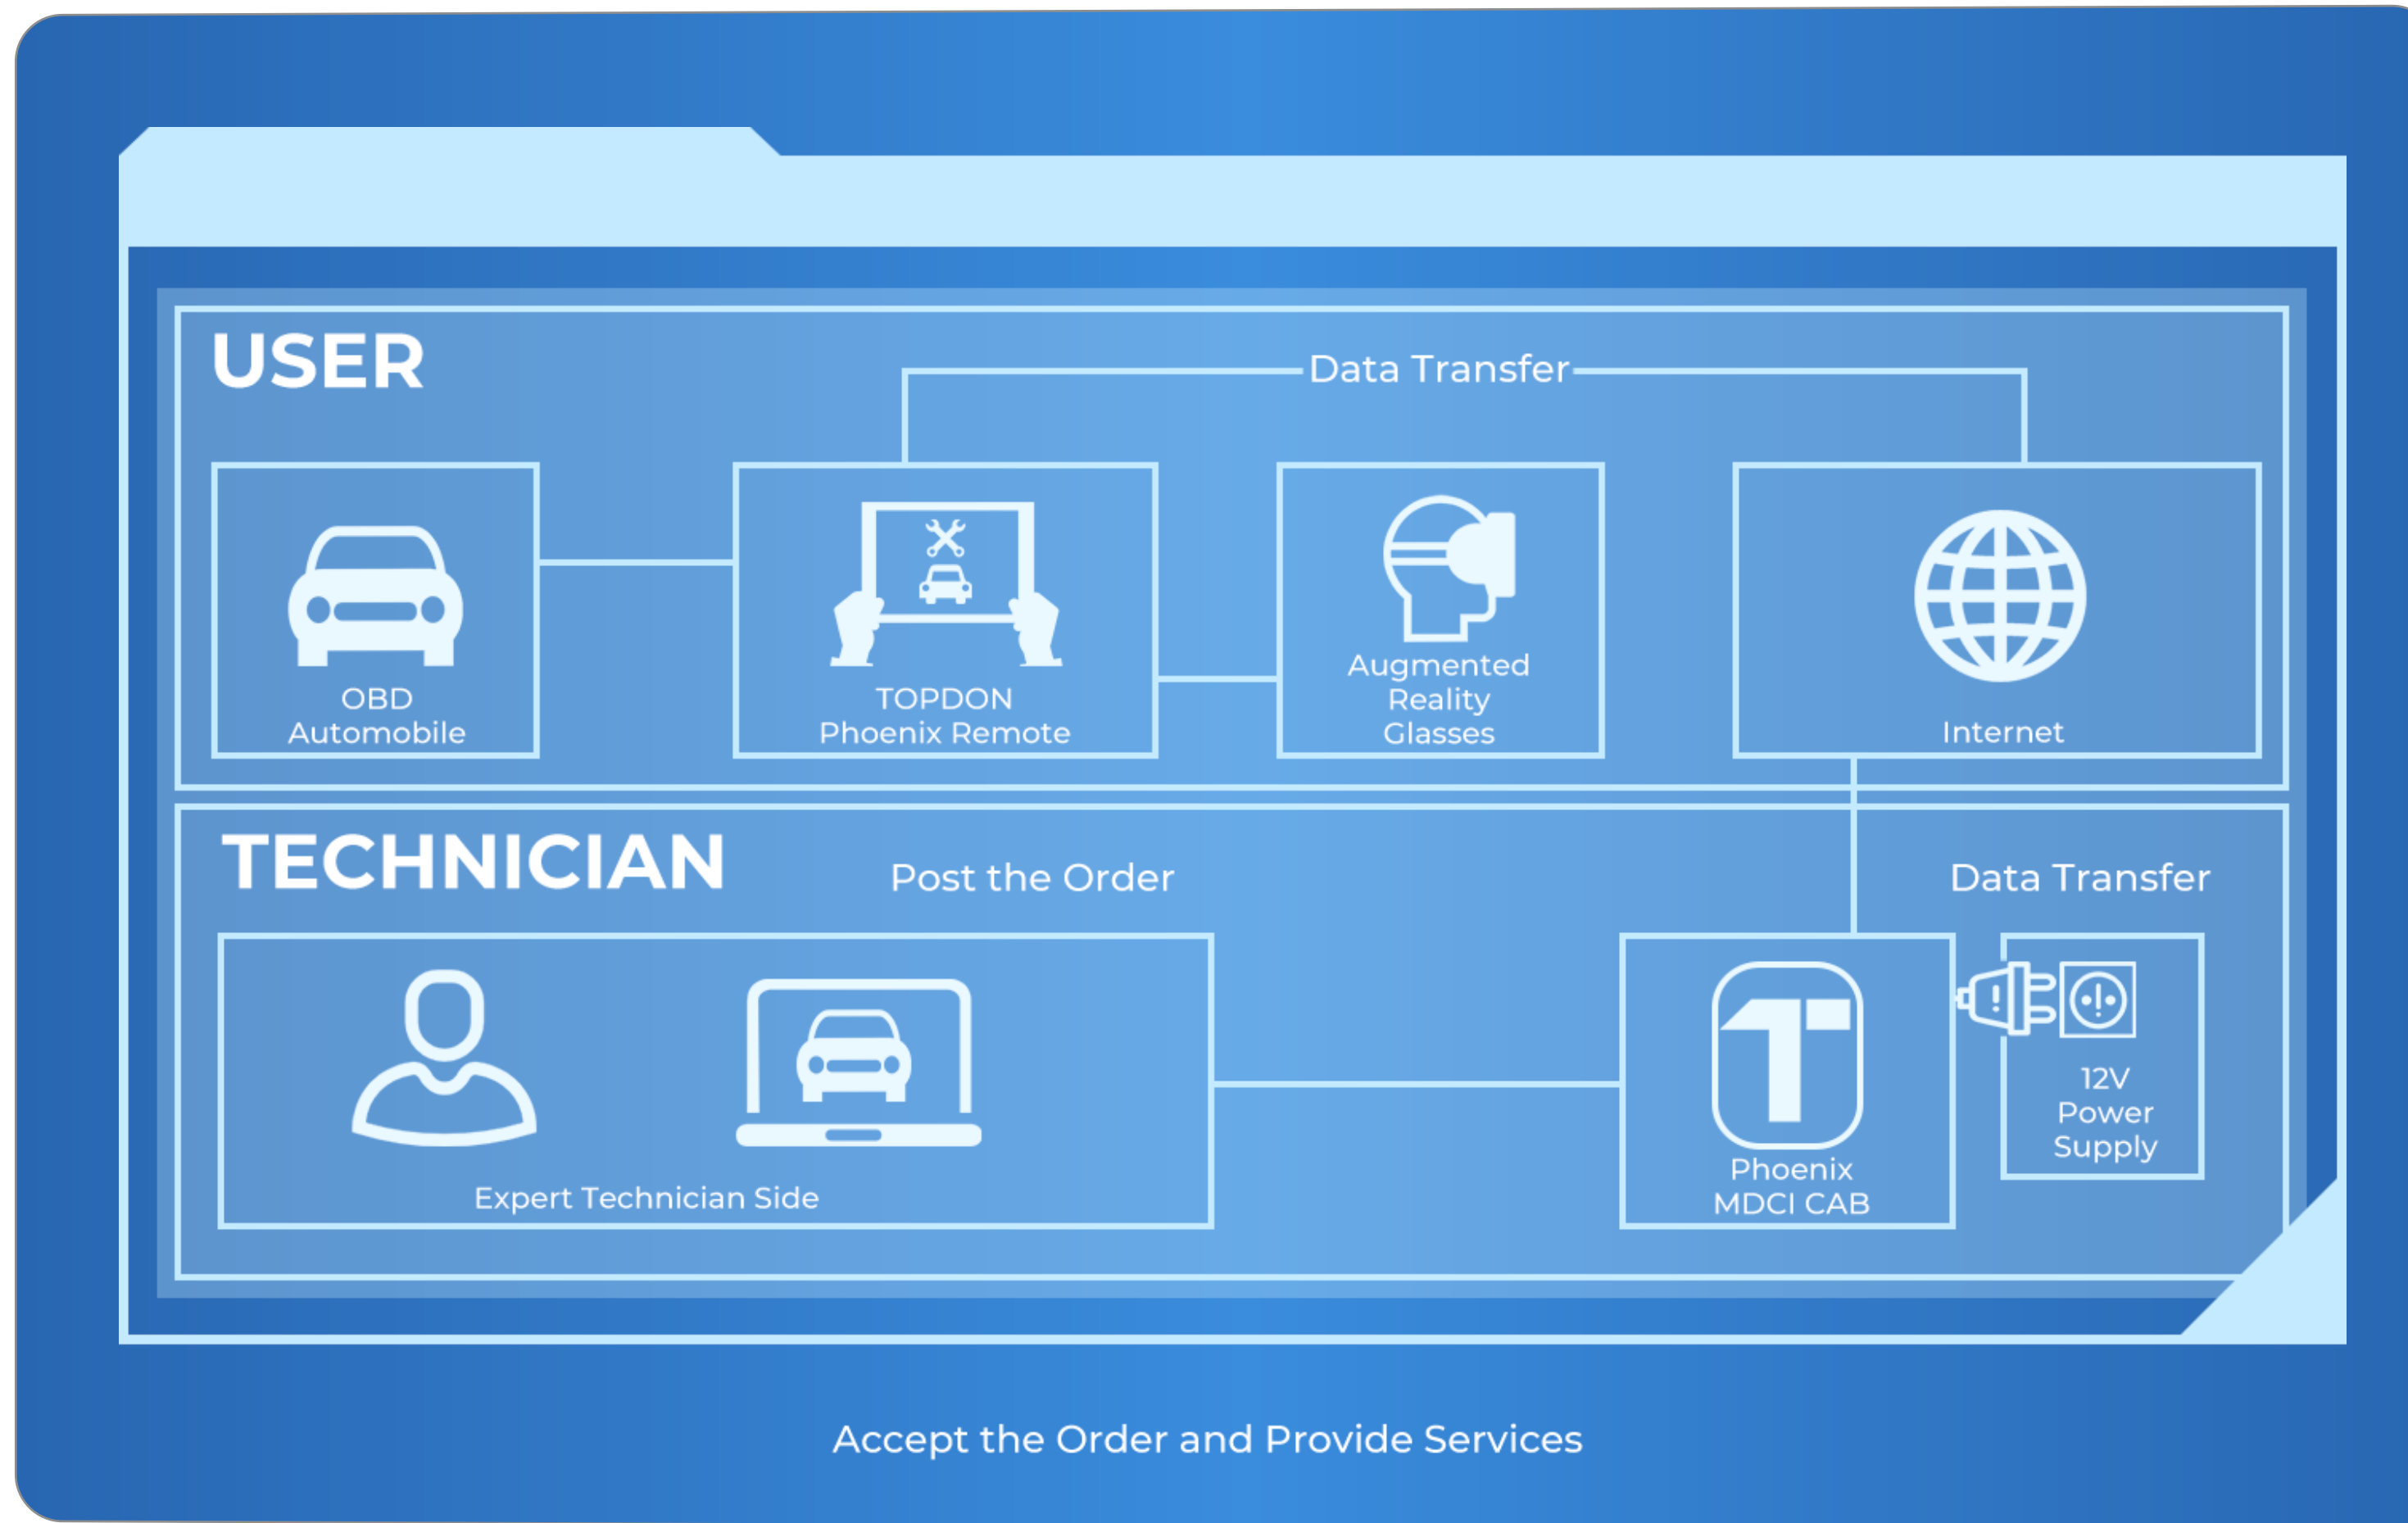 USER
Data Transfer
OBD
Automobile
TOPDON
Phoenix Remote
Augmented
Reality
Glasses
Internet
TECHNICIAN
Post the Order
Data Transfer
Expert Technician Side
Phoenix
MDCI CAB
12V
Power
Supply
Accept the Order and Provide Services